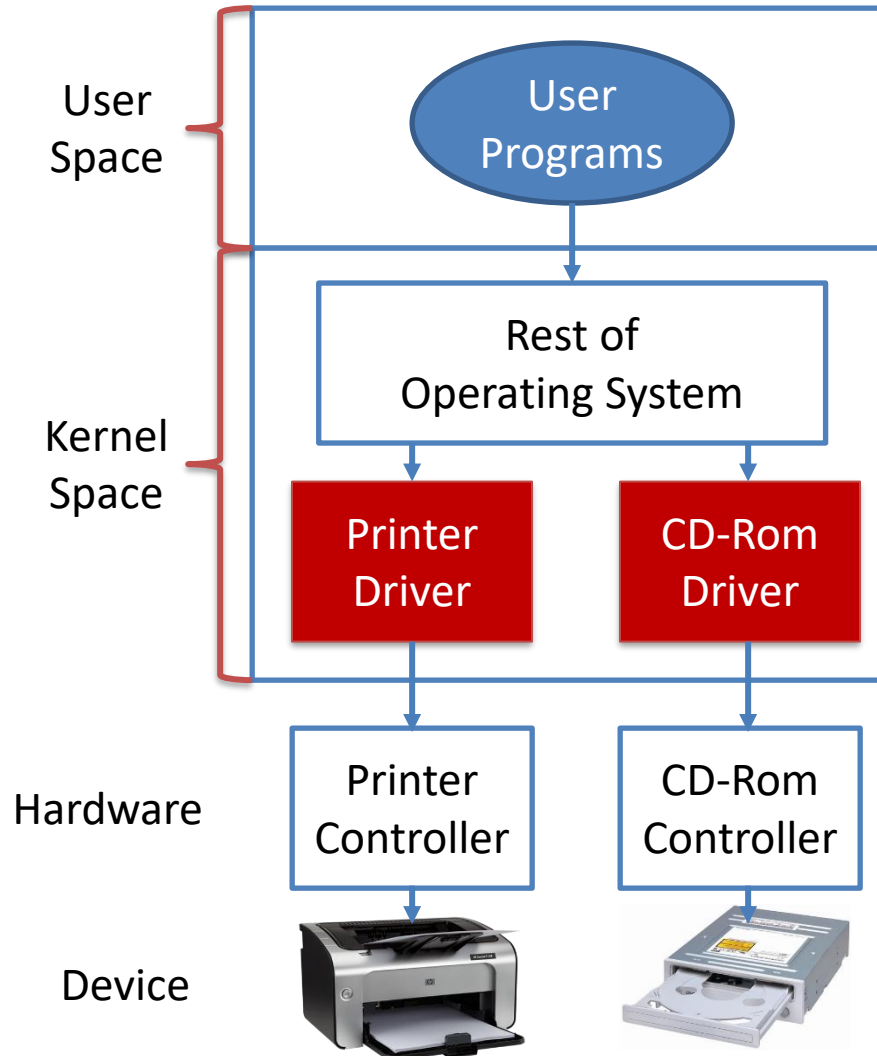 User
Space
User
Programs
Kernel
Space
Rest of
Operating System
Printer
Driver
CD-Rom
Driver
Hardware
Printer
Controller
CD-Rom
Controller
Device